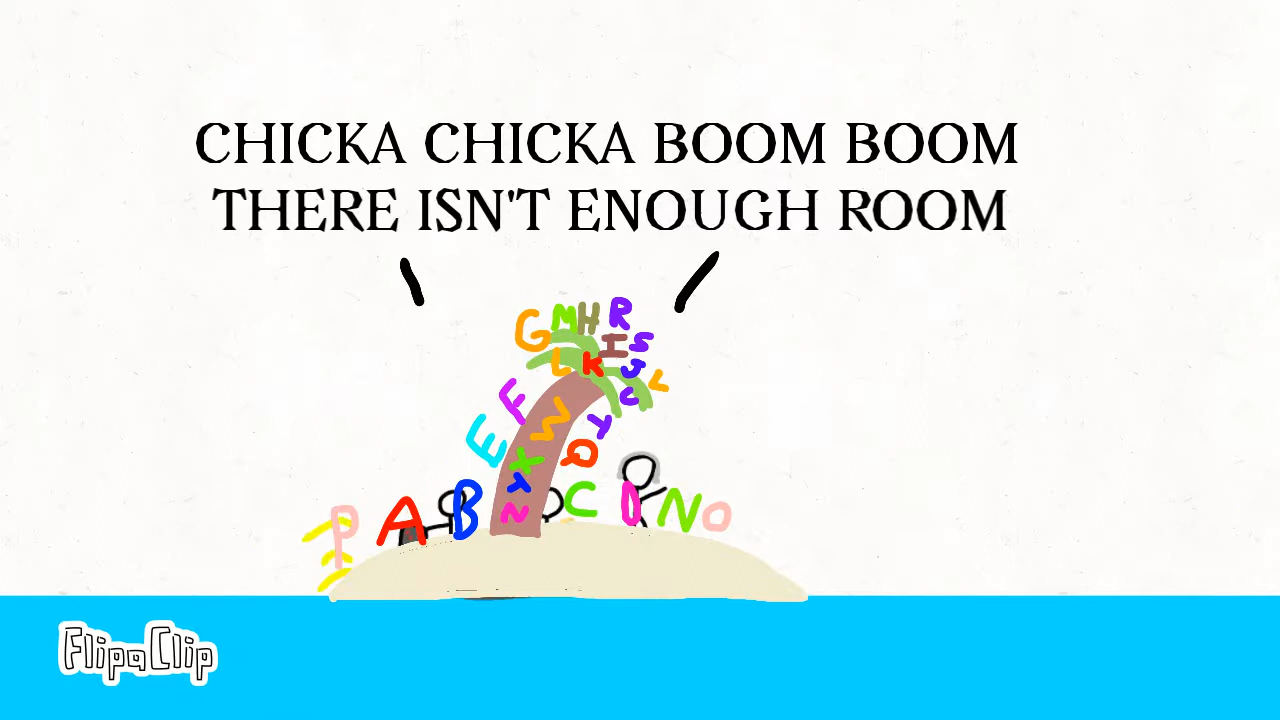 CHICKA CHICKA BOOM BOOM
THERE ISN'T ENOUGH ROOM
G M H R
I S
L K J L
F C
W
E Y Q
X
P A B C D N O
FlipaClip